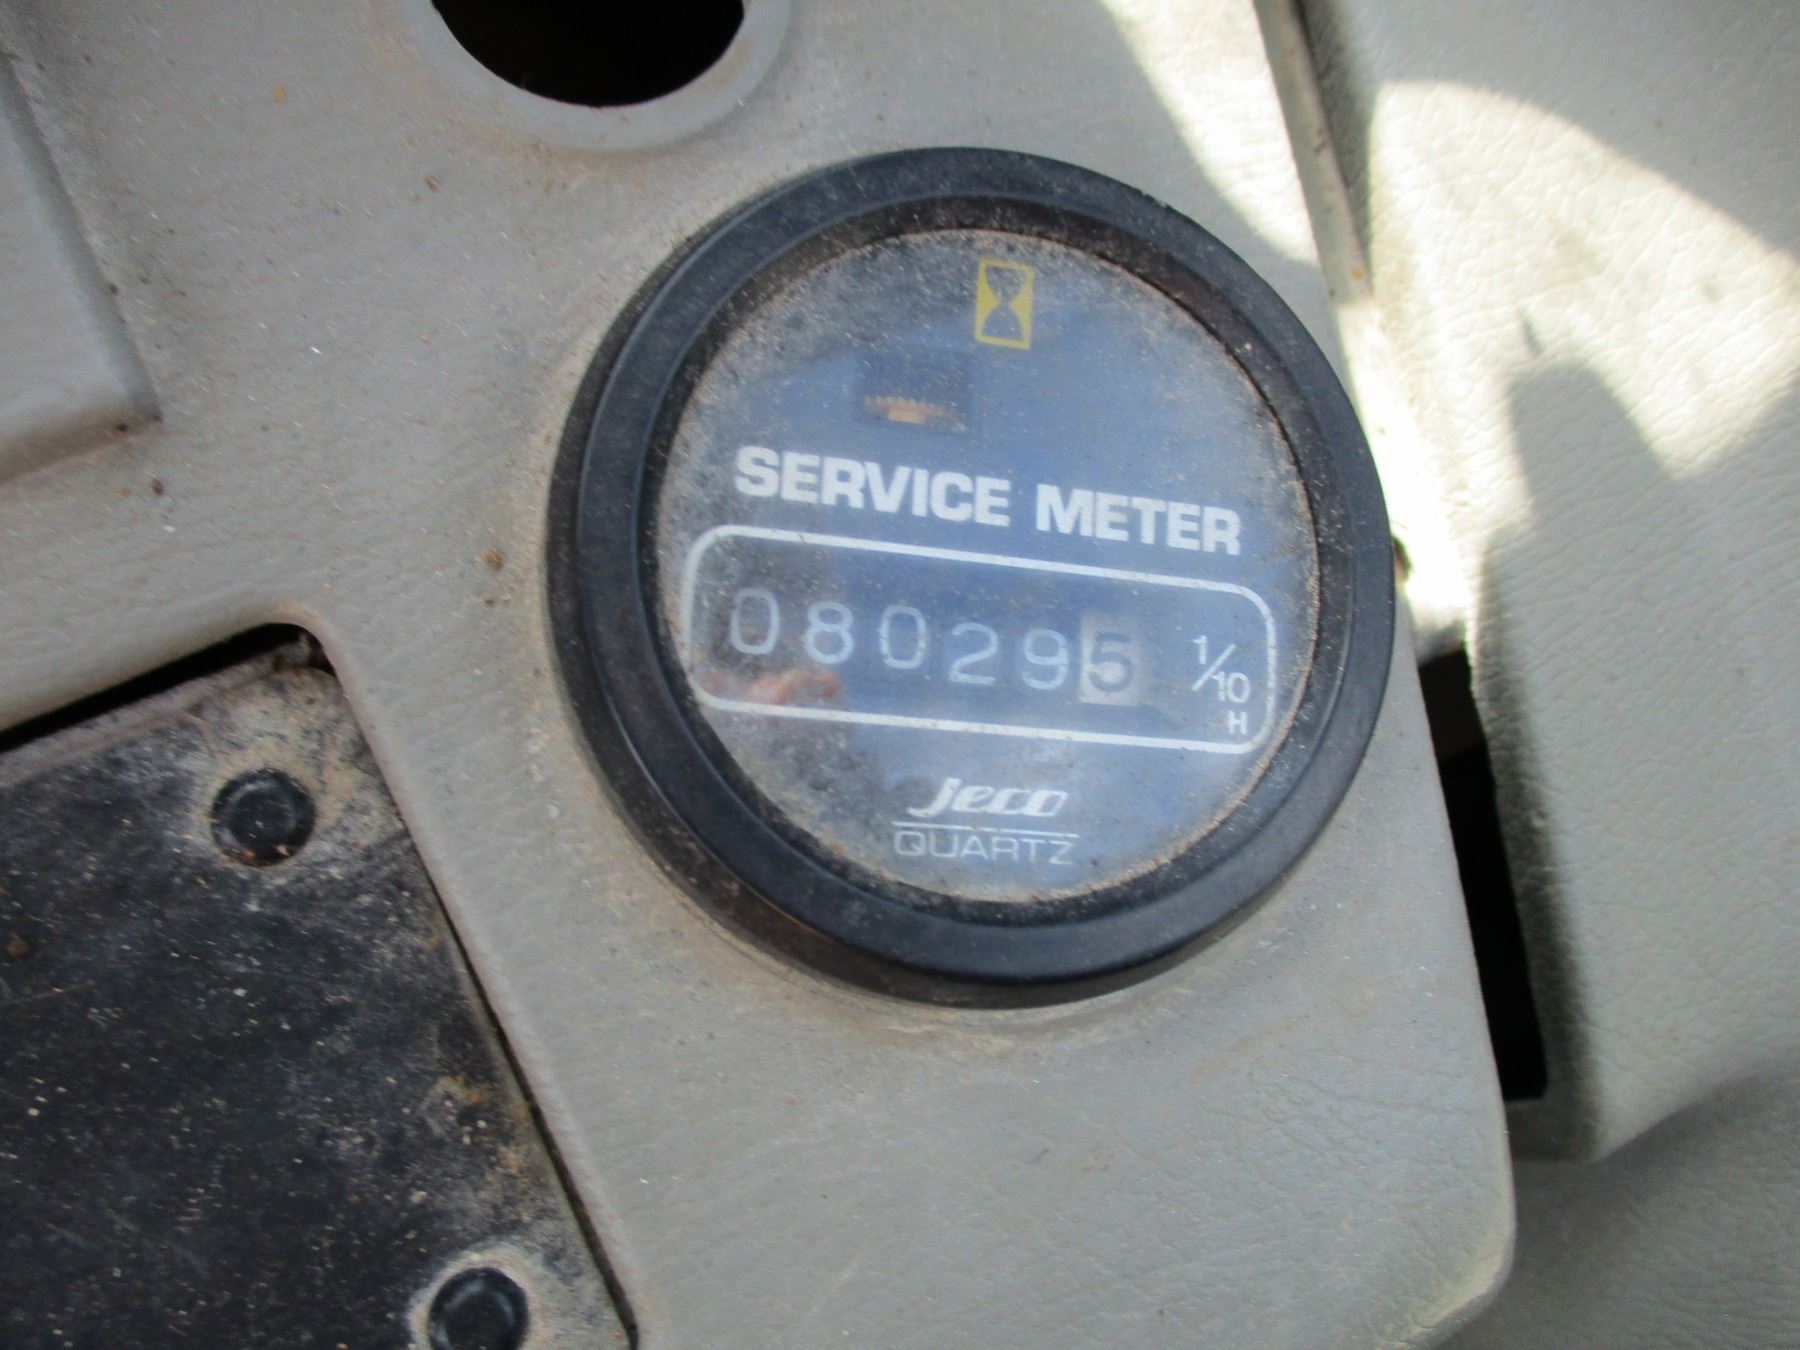 SERVICE METER
080295 1/10
H
jeco
QUARTZ